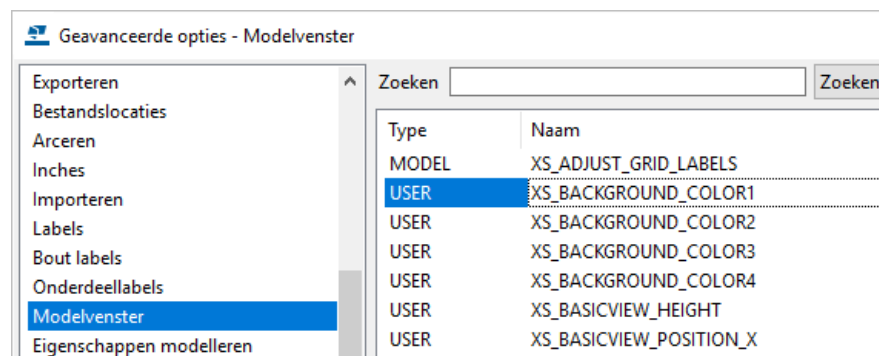 Geavanceerde opties - Modelvenster
Exporteren
Bestandslocaties
Arceren
Inches
Importeren
Labels
Bout labels
Onderdeellabels
Modelvenster
Eigenschappen modelleren
Zoeken
Zoeken
Type Naam
MODEL XS_ADJUST_GRID_LABELS
USER XS_BACKGROUND_COLOR1
USER XS_BACKGROUND_COLOR2
USER XS_BACKGROUND_COLOR3
USER XS_BACKGROUND_COLOR4
USER XS_BASICVIEW_HEIGHT
USER XS_BASICVIEW_POSITION_X